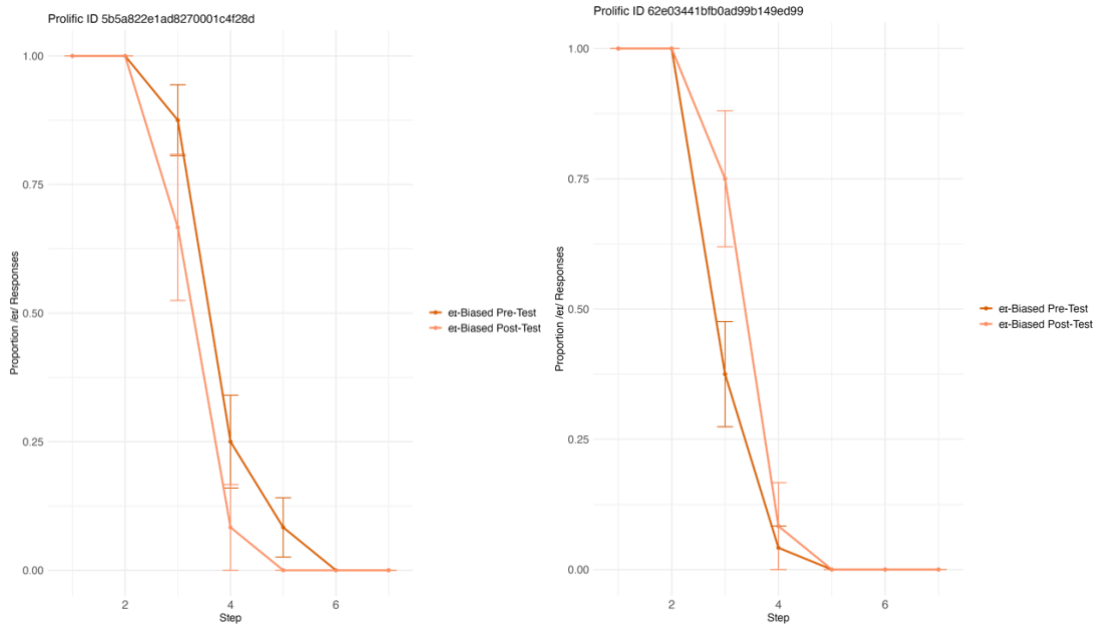 Prolific ID 5b5a822e1ad8270001c4f28d
Proportion /eɪ/ Responses
1.00
0.75
0.50
0.25
0.00
2 4 6
Step
eɪ-Biased Pre-Test
eɪ-Biased Post-Test
Prolific ID 62e03441bfb0ad99b149ed99
Proportion /eɪ/ Responses
1.00
0.75
0.50
0.25
0.00
2 4 6
Step
eɪ-Biased Pre-Test
eɪ-Biased Post-Test